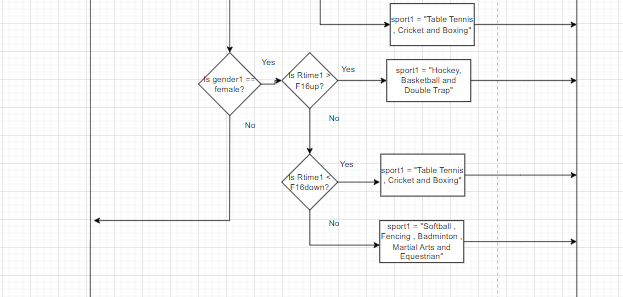 sport1 = "Table Tennis
, Cricket and Boxing"
Yes
Yes
Is gender1 ==
female?
Is Rtime1 >
F16up?
sport1 = "Hockey,
Basketball and
Double Trap"
No
No
Yes
Is Rtime1 <
F16down?
sport1 = "Table Tennis
, Cricket and Boxing"
No
sport1 = "Softball ,
Fencing , Badminton ,
Martial Arts and
Equestrian"